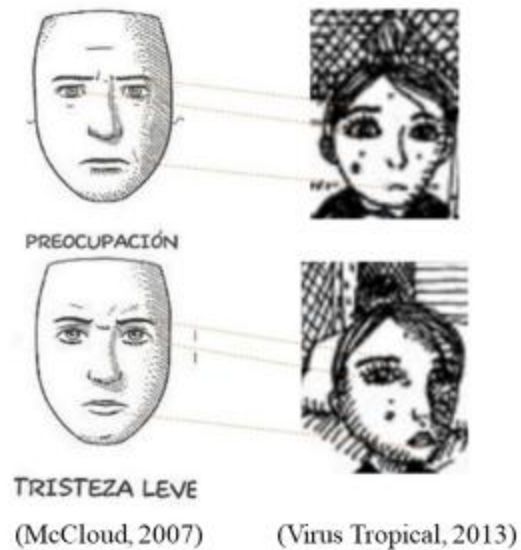 PREOCUPACIÓN
TRISTEZA LEVE
(McCloud, 2007) (Virus Tropical, 2013)